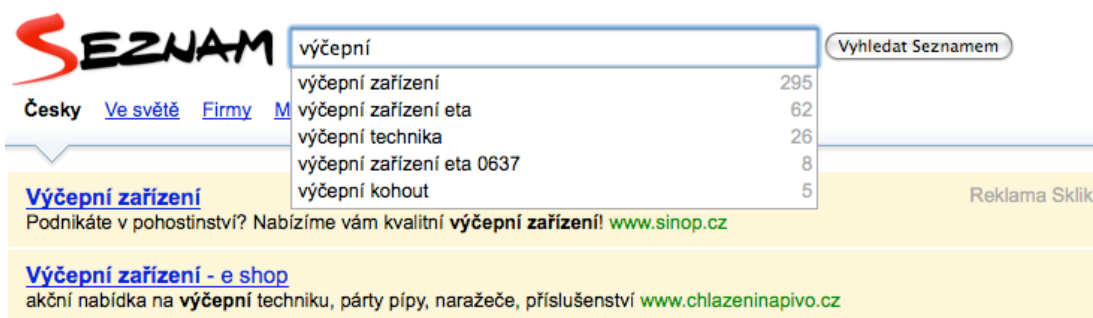 SEZNAM výčepní Vyhledat Seznamem
výčepní zařízení 295
Česky Ve světě Firmy M výčepní zařízení eta 62
výčepní technika 26
výčepní zařízení eta 0637 8
výčepní kohout 5
Výčepní zařízení Reklama Sklik
Podnikáte v pohostinství? Nabízíme vám kvalitní výčepní zařízení! www.sinop.cz
Výčepní zařízení - e shop
akční nabídka na výčepní techniku, párty pípy, naražeče, příslušenství www.chlazeninapivo.cz